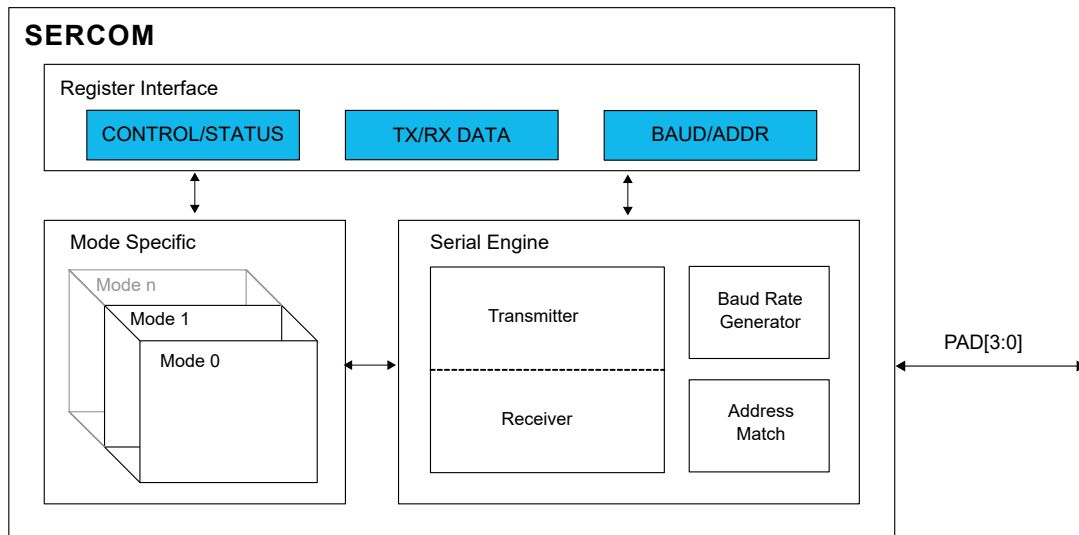 SERCOM
Register Interface
CONTROL/STATUS
TX/RX DATA
BAUD/ADDR
Mode Specific
Mode n
Mode 1
Mode 0
Serial Engine
Transmitter
Receiver
Baud Rate
Generator
Address
Match
PAD[3:0]